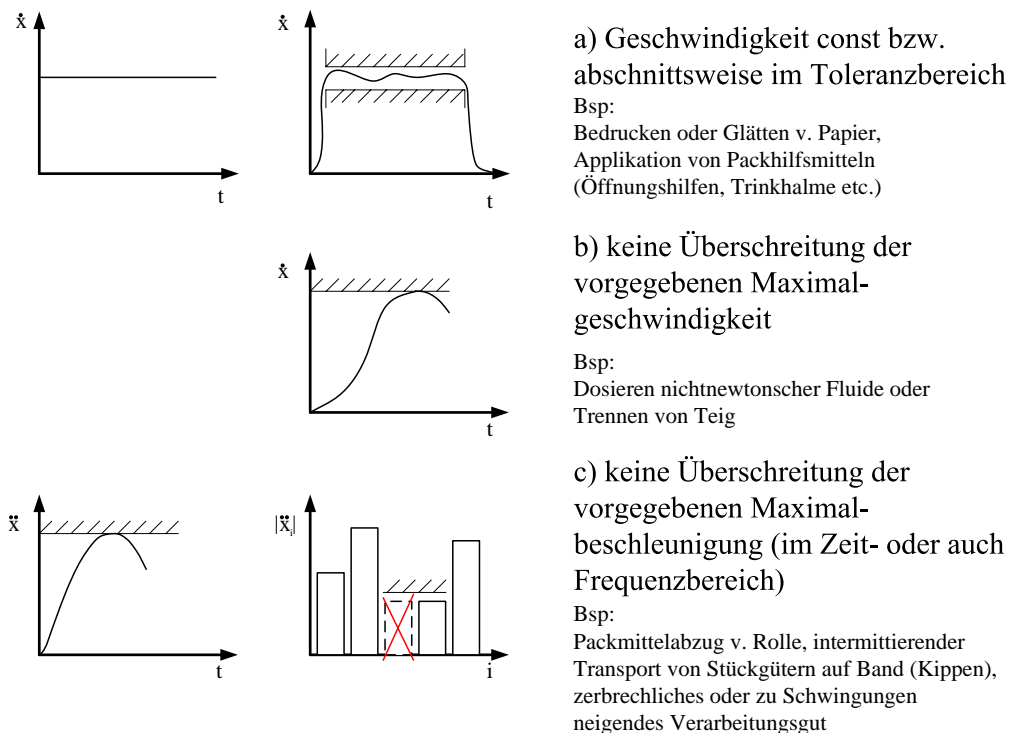 ẋ
t
ẋ
t
a) Geschwindigkeit const bzw.
abschnittsweise im Toleranzbereich
Bsp:
Bedrucken oder Glätten v. Papier,
Applikation von Packhilfsmitteln
(Öffnungshilfen, Trinkhalme etc.)
ẋ
t
b) keine Überschreitung der
vorgegebenen Maximal-
geschwindigkeit
Bsp:
Dosieren nichtnewtonscher Fluide oder
Trennen von Teig
ẍ
t
|ẍᵢ|
i
c) keine Überschreitung der
vorgegebenen Maximal-
beschleunigung (im Zeit- oder auch
Frequenzbereich)
Bsp:
Packmittelabzug v. Rolle, intermittierender
Transport von Stückgütern auf Band (Kippen),
zerbrechliches oder zu Schwingungen
neigendes Verarbeitungsgut